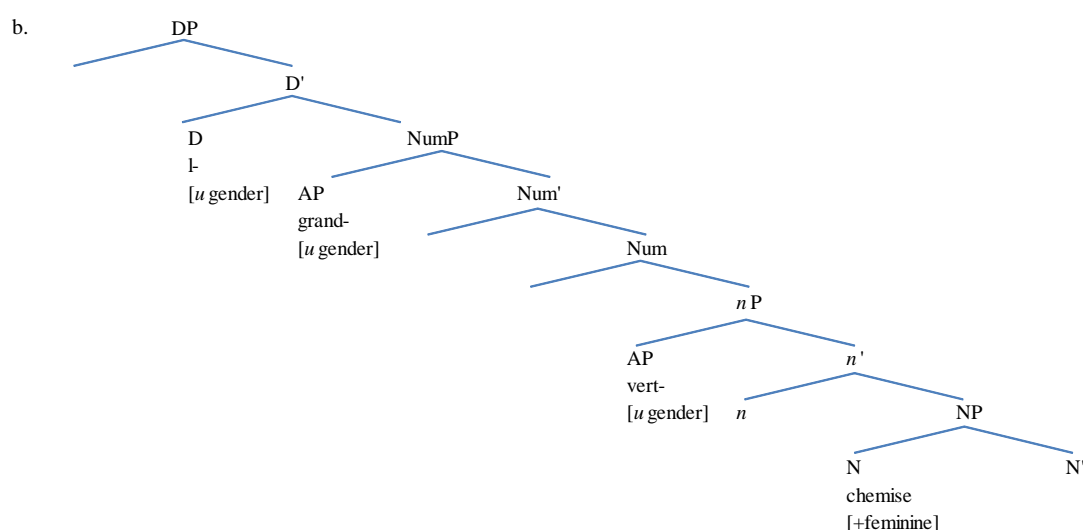 b.
DP
D'
D NumP
l-
[u gender] AP Num'
grand-
[u gender] Num
n P
AP n'
vert-
[u gender] n NP
N N'
chemise
[+feminine]